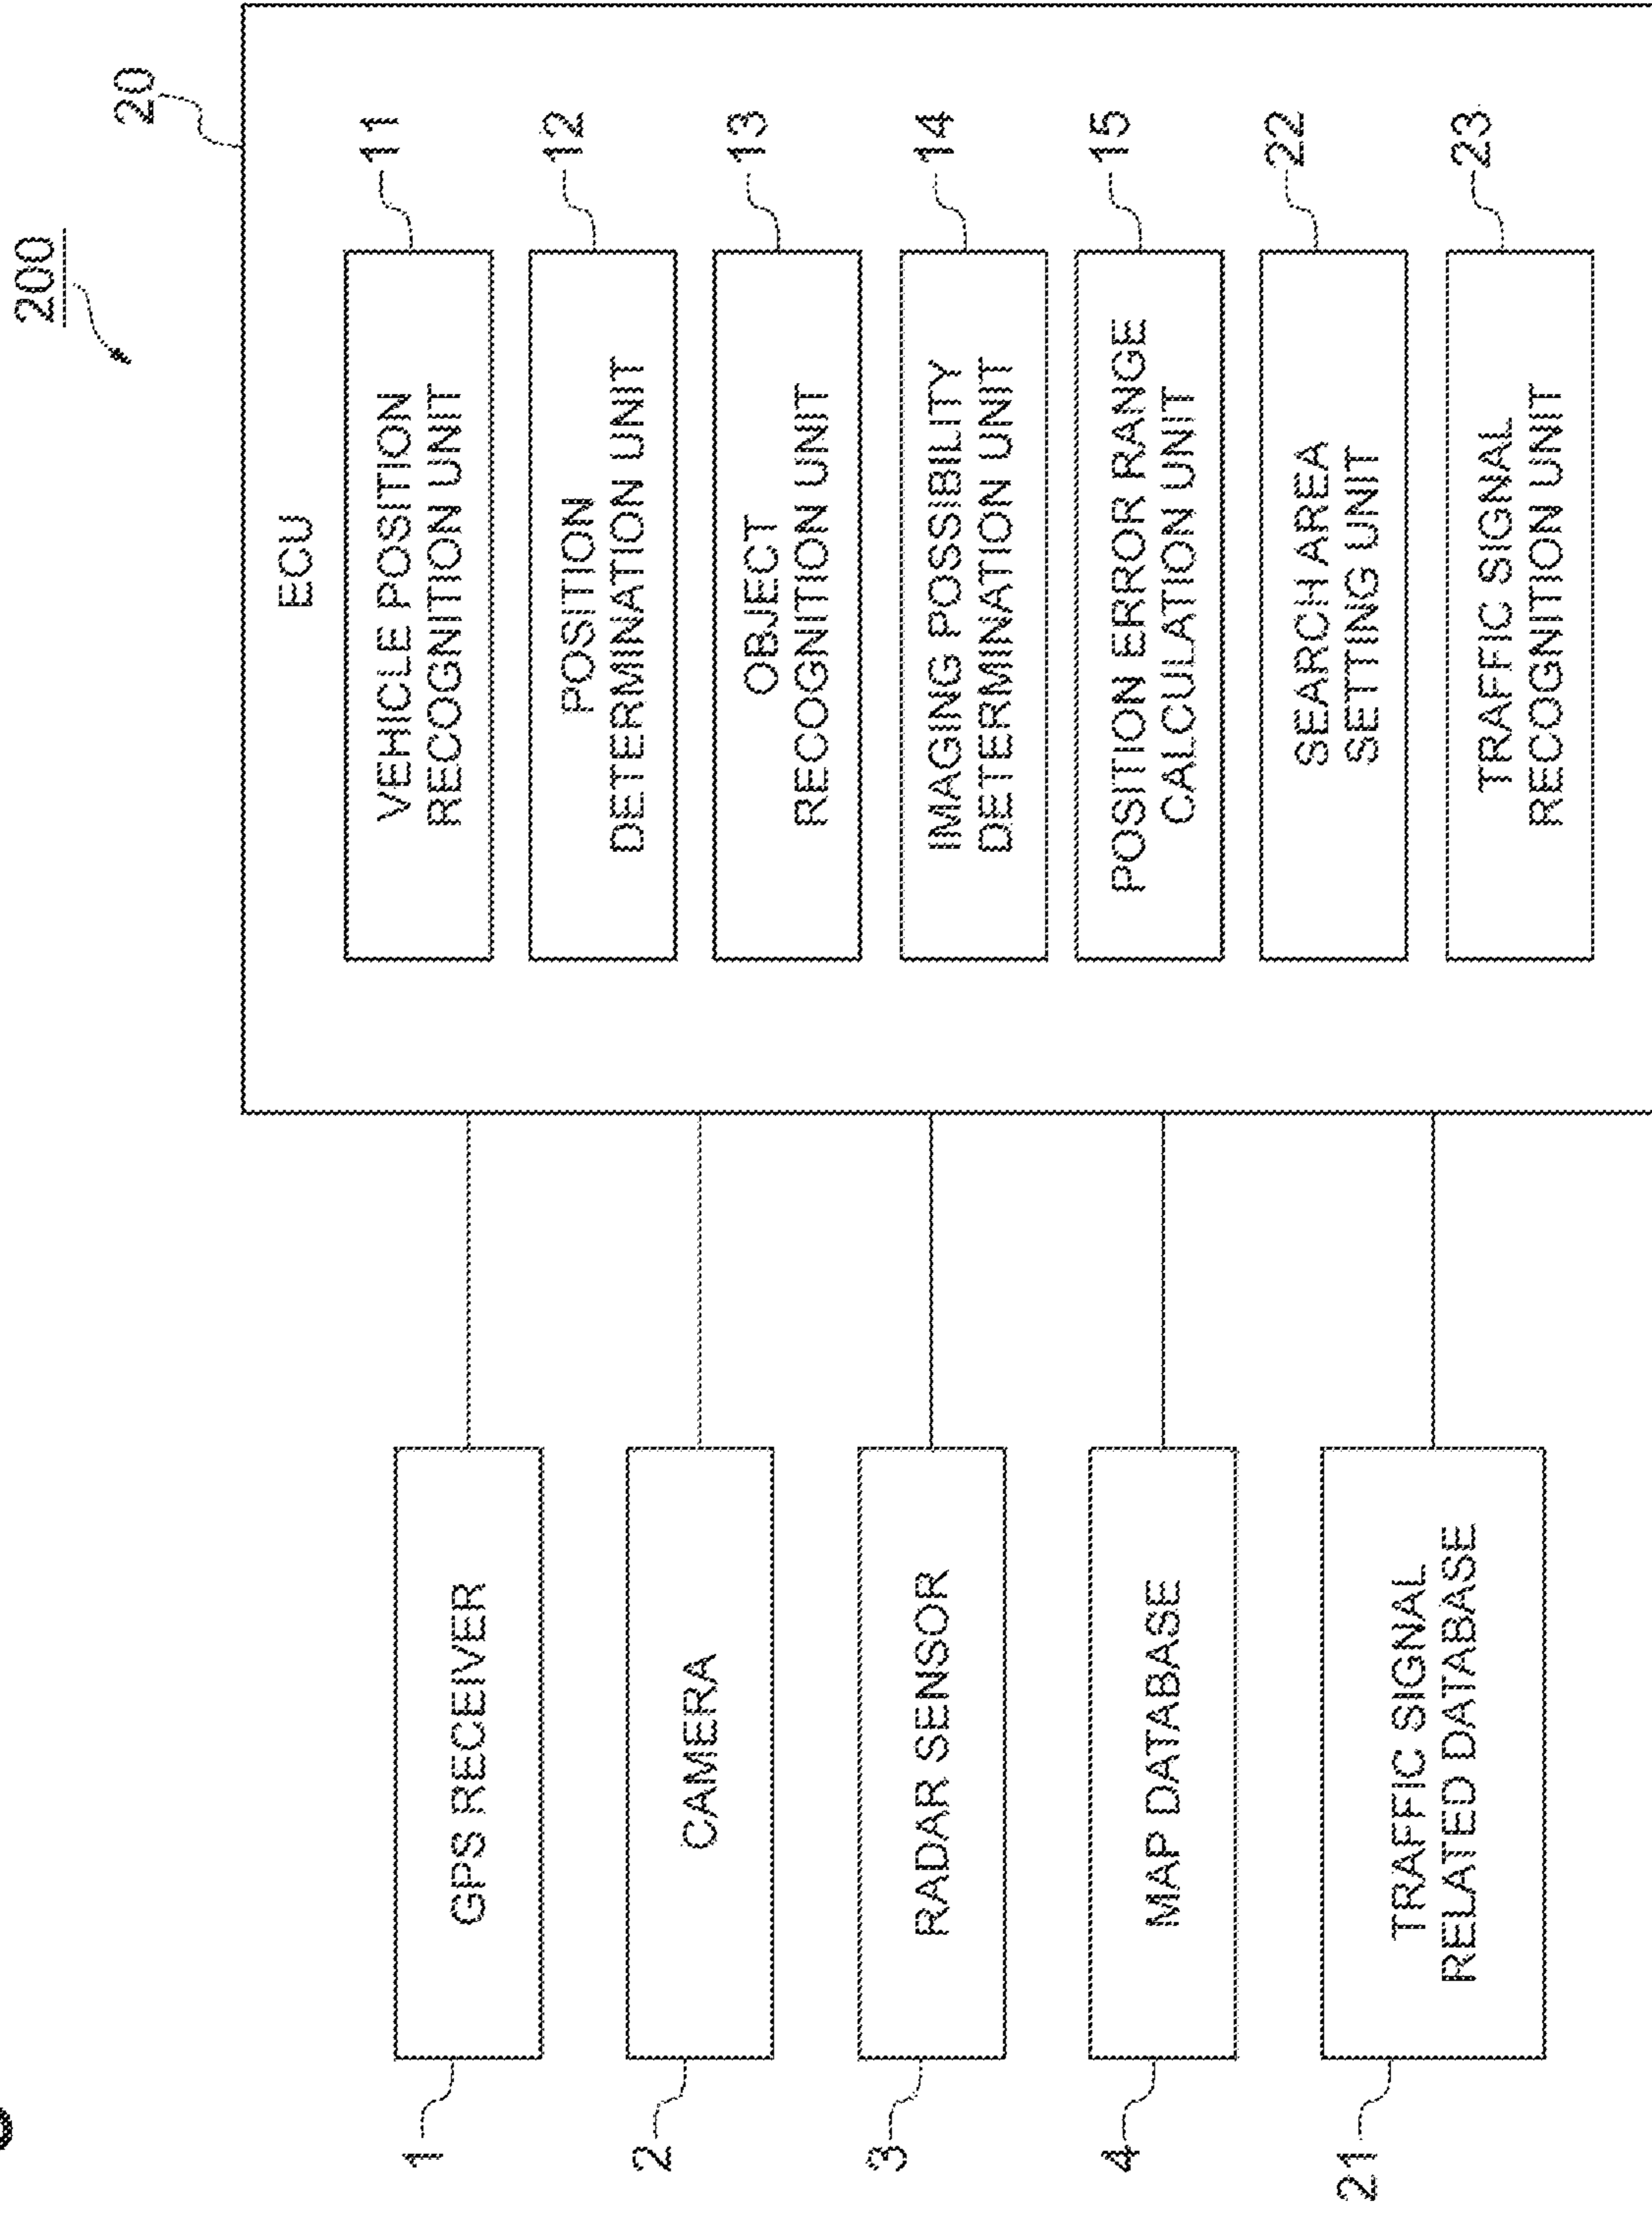 200
20
ECU
VEHICLE POSITION
RECOGNITION UNIT
11
POSITION
DETERMINATION UNIT
12
OBJECT
RECOGNITION UNIT
13
IMAGING POSSIBILITY
DETERMINATION UNIT
14
POSITION ERROR RANGE
CALCULATION UNIT
15
SEARCH AREA
SETTING UNIT
22
TRAFFIC SIGNAL
RECOGNITION UNIT
23
1
GPS RECEIVER
2
CAMERA
3
RADAR SENSOR
4
MAP DATABASE
21
TRAFFIC SIGNAL
RELATED DATABASE